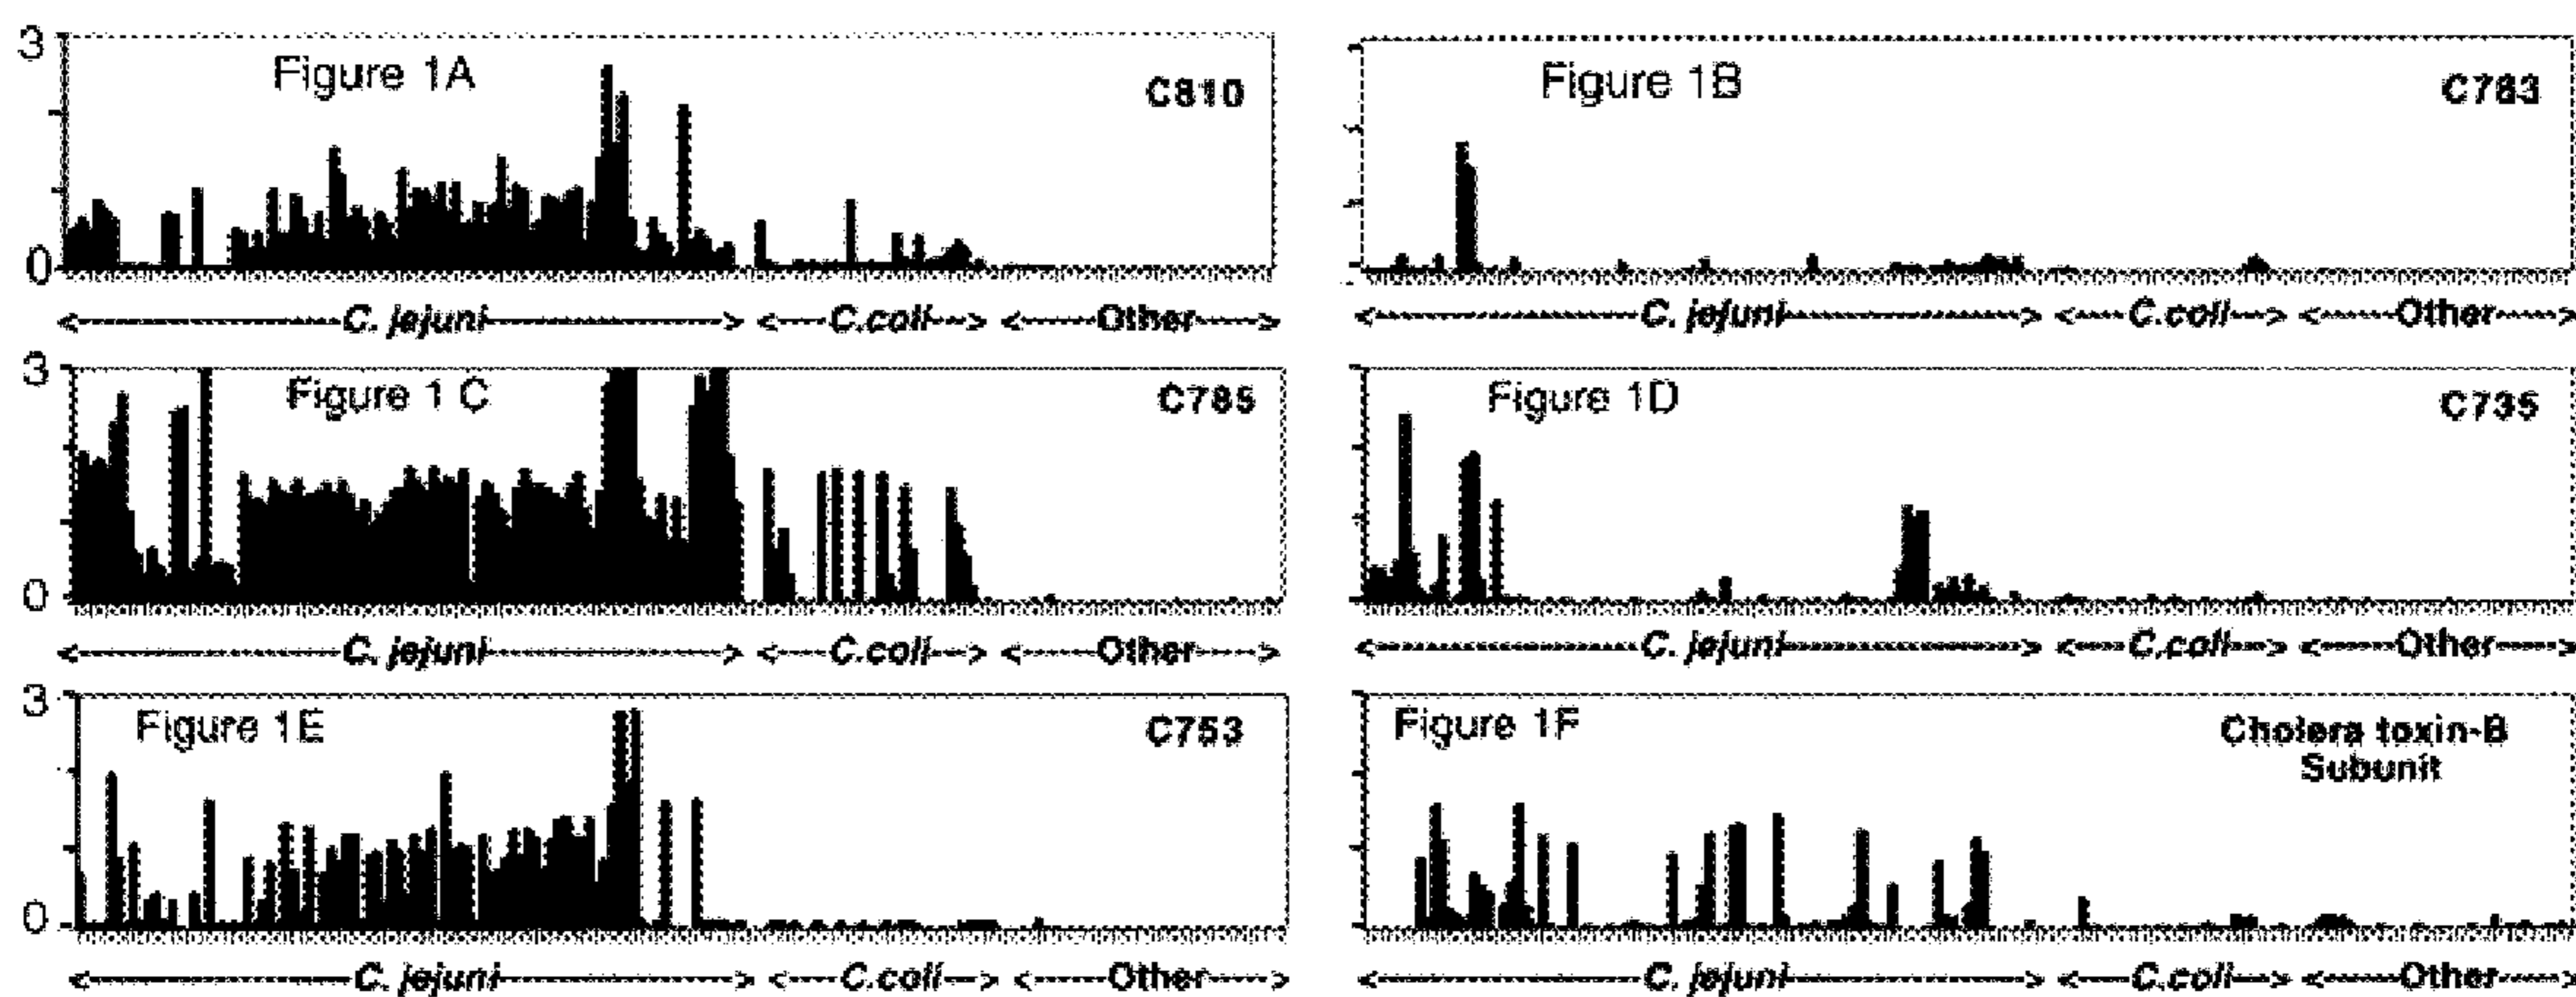 3
Figure 1A
C810
0
<------C. jejuni------> <---C.coli---> <-----Other----->
Figure 1B
C783
<------C. jejuni------> <---C.coli---> <-----Other----->
3
Figure 1 C
C785
0
<------C. jejuni------> <---C.coli---> <-----Other----->
Figure 1D
C735
<------C. jejuni------> <---C.coli---> <-----Other----->
3
Figure 1E
C753
0
<------C. jejuni------> <---C.coli---> <-----Other----->
Figure 1F
Cholera toxin-B
Subunit
<------C. jejuni------> <---C.coli---> <-----Other----->